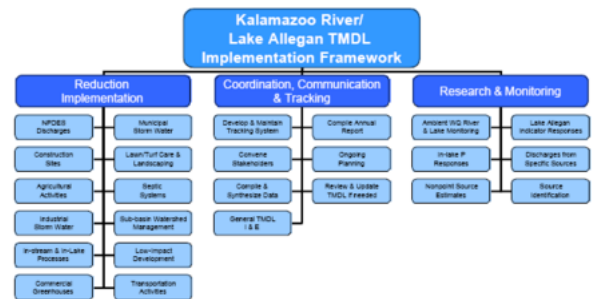 Kalamazoo River/
Lake Allegan TMDL
Implementation Framework
Reduction
Implementation
Coordination, Communication
& Tracking
Research & Monitoring
NPDES
Discharges
Municipal
Storm Water
Construction
Sites
Lawn/Turf Care &
Landscaping
Agricultural
Activities
Septic
Systems
Industrial
Storm Water
Sub-basin Watershed
Management
In-stream & In-Lake
Processes
Low-Impact
Development
Commercial
Greenhouses
Transportation
Activities
Develop & Maintain
Tracking System
Compile Annual
Report
Convene
Stakeholders
Ongoing
Planning
Compile &
Synthesize Data
Review & Update
TMDL if needed
General TMDL
I & E
Ambient WQ River
& Lake Monitoring
Lake Allegan
Indicator Responses
In-lake P
Responses
Discharges from
Specific Sources
Nonpoint Source
Estimates
Source
Identification